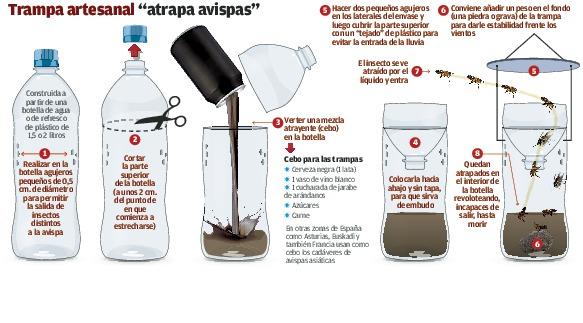 Trampa artesanal "atrapa avispas"
Construida a
partir de una
botella de agua
o de refresco
de plástico de
1,5 o 2 litros
1
Realizar en la
botella agujeros
pequeños de 0,5
cm. de diámetro
para permitir
la salida de
insectos
distintos
a la avispa
2
Cortar
la parte
superior
de la botella
(a unos 2 cm.
del punto de
en que
comienza a
estrecharse)
3 Verter una mezcla
atrayente (cebo)
en la botella
Cebo para las trampas
Cerveza negra (1 lata)
1 vaso de vino blanco
1 cucharada de jarabe
de arándanos
Azúcares
Carne
En otras zonas de España
como Asturias, Euskadi y
también Francia usan como
cebo los cadáveres de
avispas asiáticas
4
Colocarla hacia
abajo y sin tapa,
para que sirva
de embudo
5 Hacer dos pequeños agujeros
en los laterales del envase y
luego cubrir la parte superior
con un "tejado" de plástico para
evitar la entrada de la lluvia
6 Conviene añadir un peso en el fondo
(una piedra o grava) de la trampa
para darle estabilidad frente los
vientos
El insecto se ve
atraído por el
líquido y entra
7
5
8
Quedan
atrapados en
el interior de
la botella
revoloteando,
incapaces de
salir, hasta
morir
6